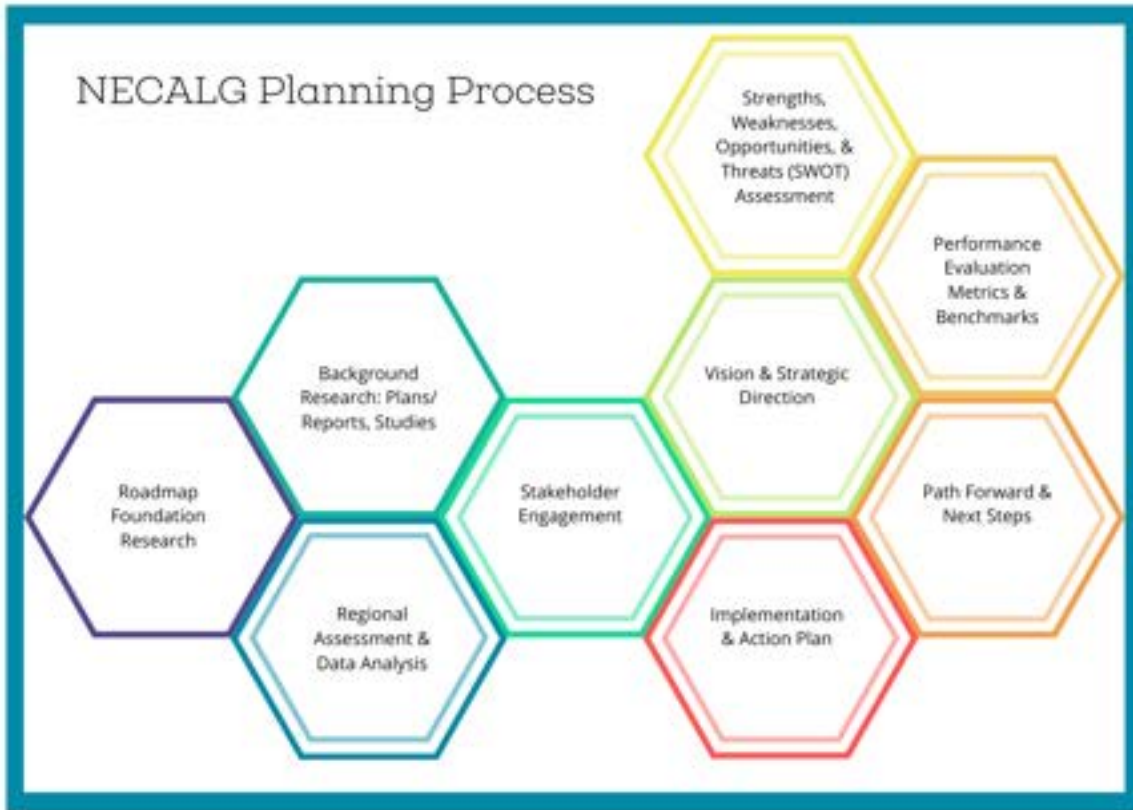 NECALG Planning Process
Strengths,
Weaknesses,
Opportunities, &
Threats (SWOT)
Assessment
Performance
Evaluation
Metrics &
Benchmarks
Background
Research: Plans/
Reports, Studies
Vision & Strategic
Direction
Roadmap
Foundation
Research
Stakeholder
Engagement
Path Forward &
Next Steps
Regional
Assessment &
Data Analysis
Implementation
& Action Plan